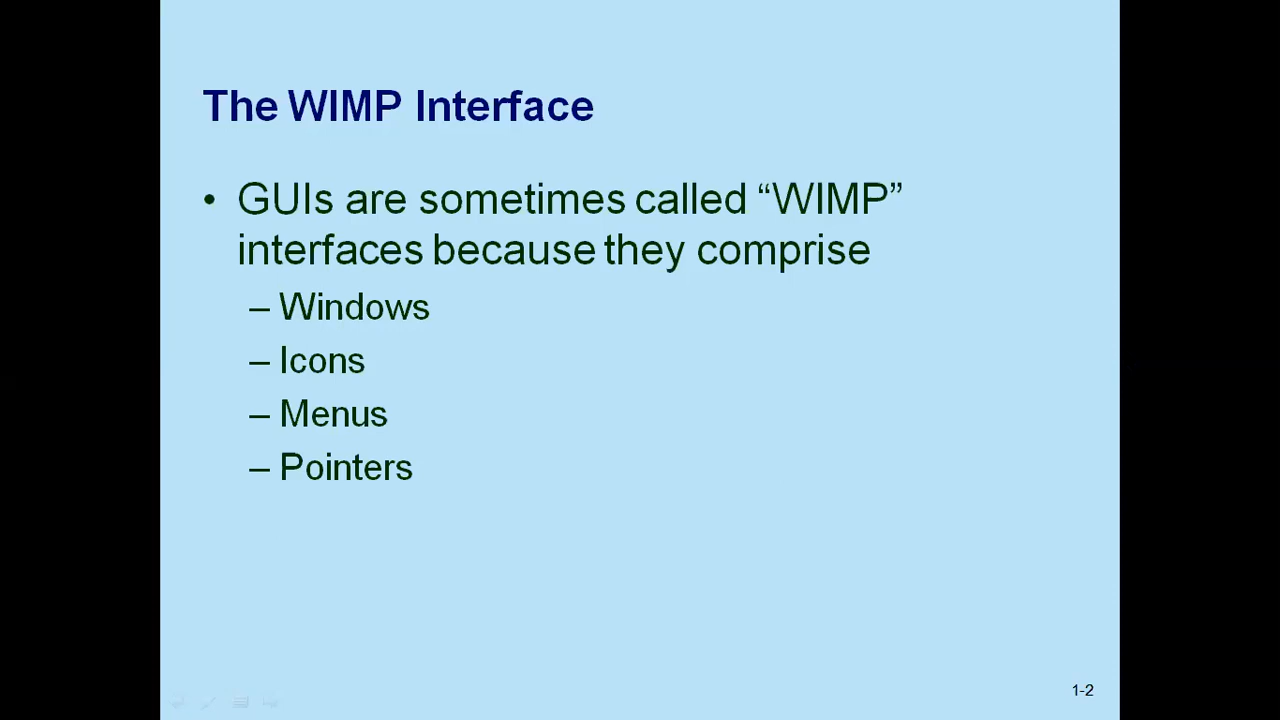 The WIMP Interface
• GUIs are sometimes called “WIMP”
interfaces because they comprise
– Windows
– Icons
– Menus
– Pointers
1-2